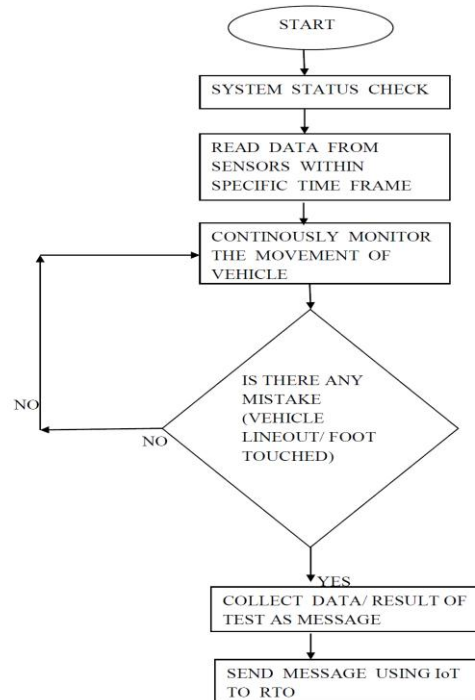 START
SYSTEM STATUS CHECK
READ DATA FROM
SENSORS WITHIN
SPECIFIC TIME FRAME
CONTINOUSLY MONITOR
THE MOVEMENT OF
VEHICLE
IS THERE ANY
MISTAKE
(VEHICLE
LINEOUT/ FOOT
TOUCHED)
NO
NO
YES
COLLECT DATA/ RESULT OF
TEST AS MESSAGE
SEND MESSAGE USING IoT
TO RTO